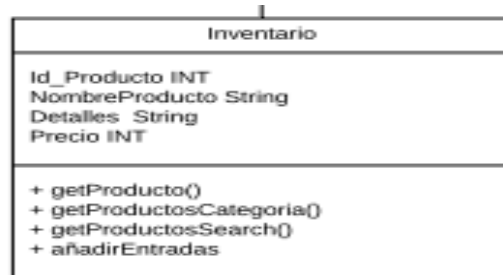 Inventario
Id_Producto INT
NombreProducto String
Detalles String
Precio INT
+ getProducto()
+ getProductosCategoria()
+ getProductosSearch()
+ añadirEntradas